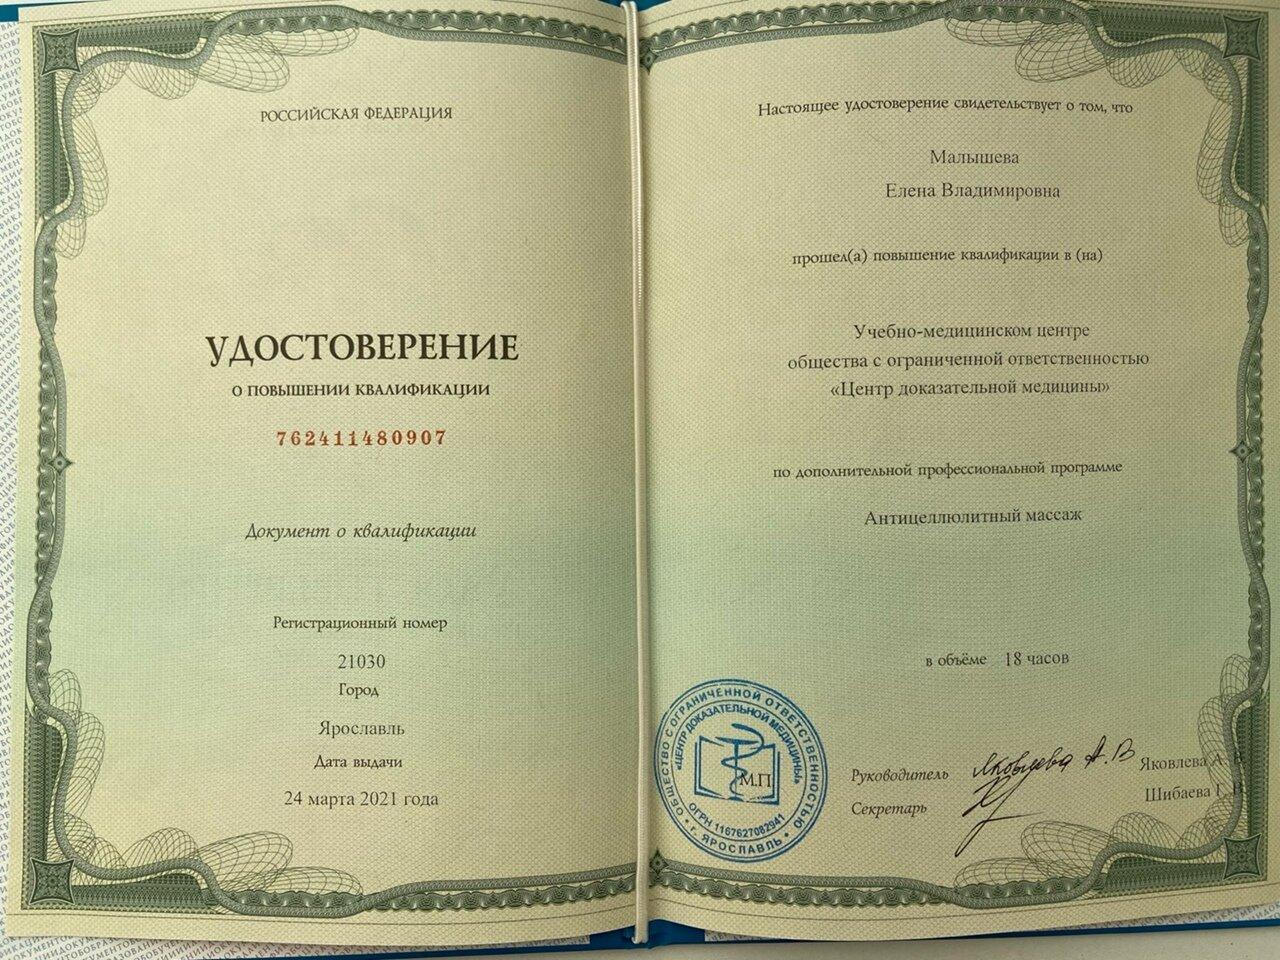 РОССИЙСКАЯ ФЕДЕРАЦИЯ
УДОСТОВЕРЕНИЕ
О ПОВЫШЕНИИ КВАЛИФИКАЦИИ
762411480907
Документ о квалификации
Регистрационный номер
21030
Город
Ярославль
Дата выдачи
24 марта 2021 года
Настоящее удостоверение свидетельствует о том, что
Малышева
Елена Владимировна
прошел(а) повышение квалификации в (на)
Учебно-медицинском центре
общества с ограниченной ответственностью
«Центр доказательной медицины»
по дополнительной профессиональной программе
Антицеллюлитный массаж
в объёме 18 часов
ОБЩЕСТВО С ОГРАНИЧЕННОЙ ОТВЕТСТВЕННОСТЬЮ
«ЦЕНТР ДОКАЗАТЕЛЬНОЙ МЕДИЦИНЫ»
М.П
ОГРН 1167627082941
г. ЯРОСЛАВЛЬ
Руководитель Яковлева А.В Яковлева А. В
Секретарь Шибаева Г. В